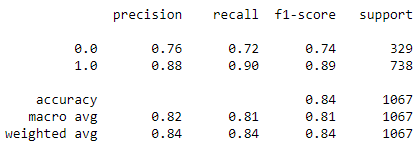 precision recall f1-score support
0.0 0.76 0.72 0.74 329
1.0 0.88 0.90 0.89 738
accuracy 0.84 1067
macro avg 0.82 0.81 0.81 1067
weighted avg 0.84 0.84 0.84 1067